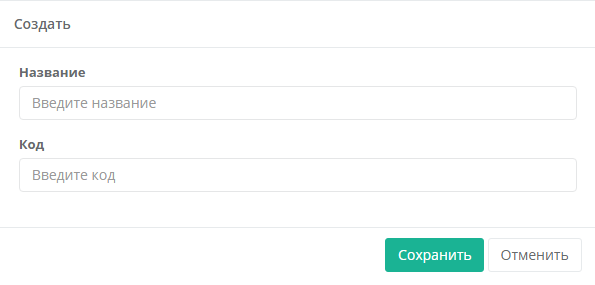 Создать
Название
Введите название
Код
Введите код
Сохранить Отменить